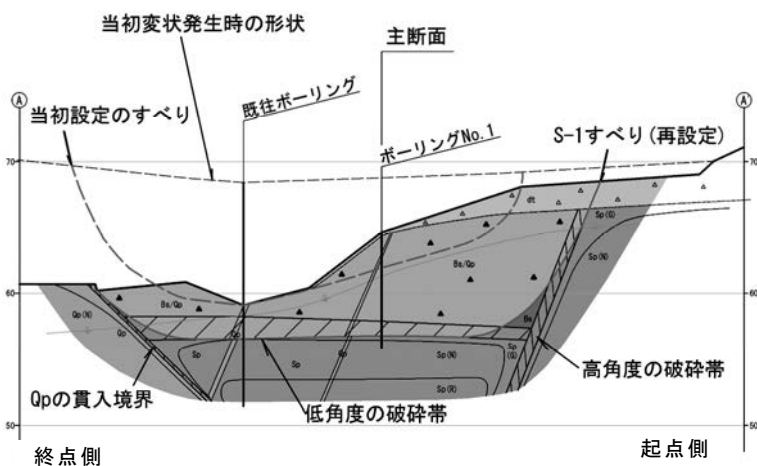 当初変状発生時の形状
主断面
既往ボーリング
Ⓐ
当初設定のすべり
Ⓐ'
ボーリングNo.1
S-1すべり(再設定)
70
70
dt
Sp(G)
Sp(N)
60
60
Bs/Qp
Bs/Qp
Qp(N)
Qp
Qp
Bs
Sp
Qp
Sp(N)
Sp
(G)
Sp
Sp(R)
高角度の破砕帯
Qpの貫入境界
低角度の破砕帯
50
50
終点側
起点側